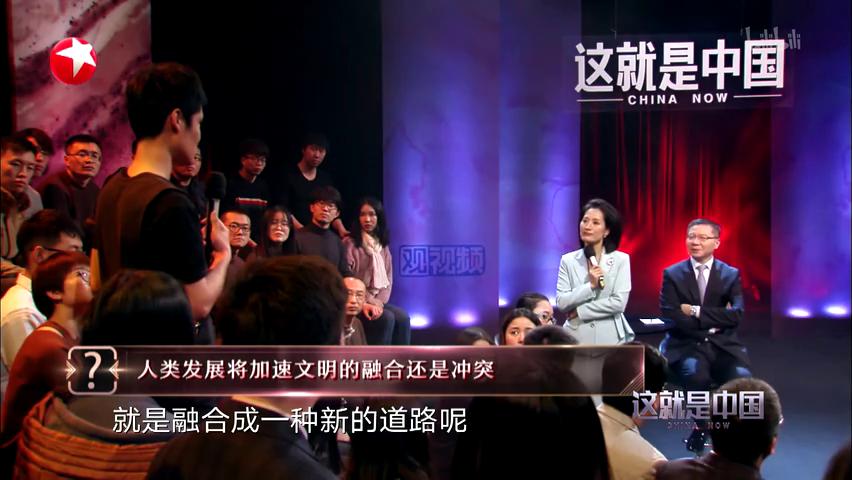 bilibili
这就是中国
CHINA NOW
观视频
? 人类发展将加速文明的融合还是冲突
这就是中国
CHINA NOW
就是融合成一种新的道路呢